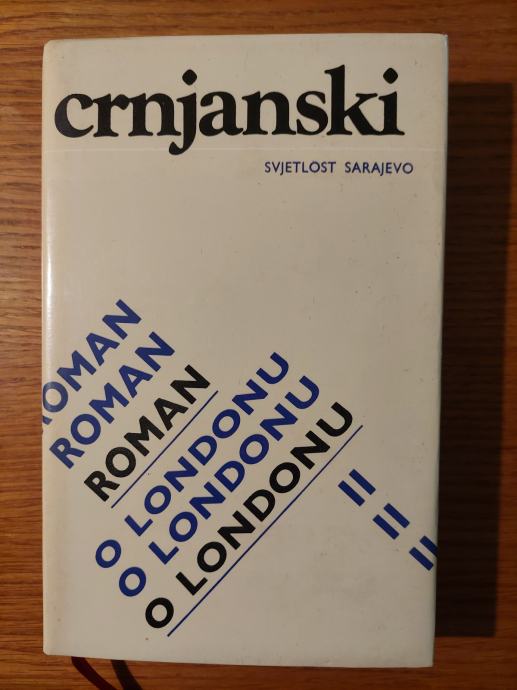 crnjanski
SVJETLOST SARAJEVO
ROMAN
ROMAN
ROMAN
O LONDONU
O LONDONU
O LONDONU
II
II
II